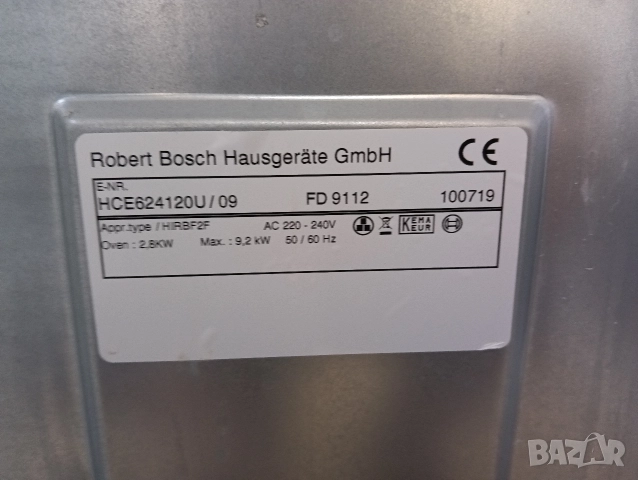 Robert Bosch Hausgeräte GmbH CE
E-NR.
HCE624120U / 09 FD 9112 100719
Appr.type / HIRBF2F AC 220 - 240V KEMA KEUR
Oven : 2,8KW Max. : 9,2 kW 50 / 60 Hz
BAZAR